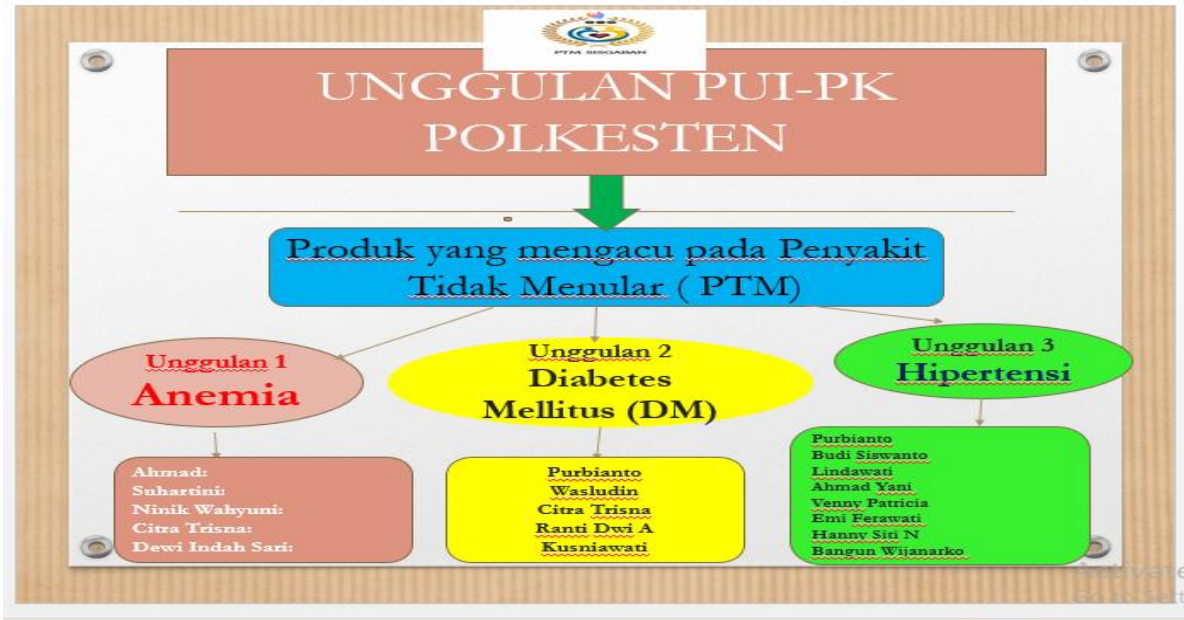 PTM SISGABAN
UNGGULAN PUI-PK
POLKESTEN
Produk yang mengacu pada Penyakit
Tidak Menular ( PTM)
Unggulan 1
Anemia
Unggulan 2
Diabetes
Mellitus (DM)
Unggulan 3
Hipertensi
Ahmad:
Suhartini:
Ninik Wahyuni:
Citra Trisna:
Dewi Indah Sari:
Purbianto
Wasludin
Citra Trisna
Ranti Dwi A
Kusniawati
Purbianto
Budi Siswanto
Lindawati
Ahmad Yani
Venny Patricia
Emi Ferawati
Hanny Siti N
Bangun Wijanarko